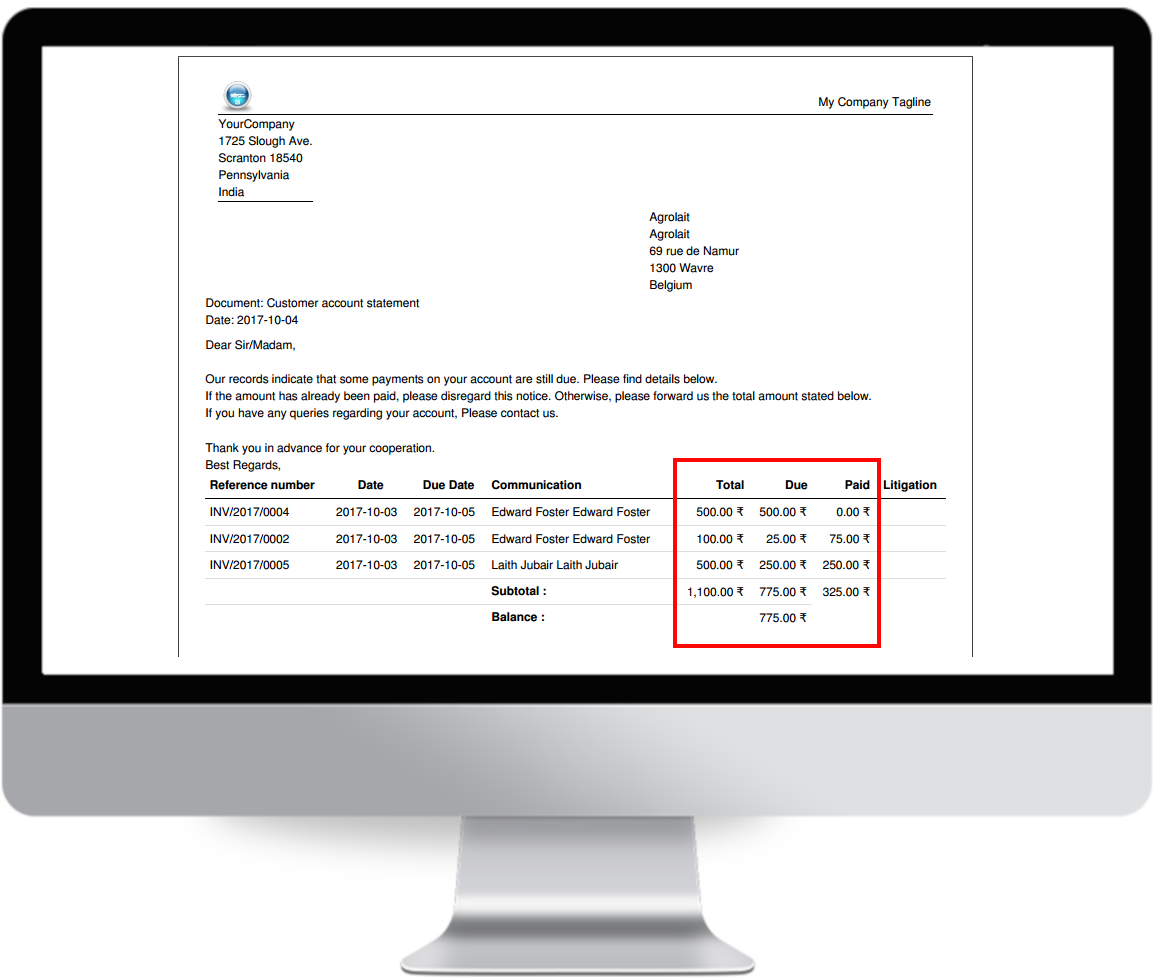 My Company Tagline
YourCompany
1725 Slough Ave.
Scranton 18540
Pennsylvania
India
Agrolait
Agrolait
69 rue de Namur
1300 Wavre
Belgium
Document: Customer account statement
Date: 2017-10-04
Dear Sir/Madam,
Our records indicate that some payments on your account are still due. Please find details below.
If the amount has already been paid, please disregard this notice. Otherwise, please forward us the total amount stated below.
If you have any queries regarding your account, Please contact us.
Thank you in advance for your cooperation.
Best Regards,
Reference number Date Due Date Communication Total Due Paid Litigation
INV/2017/0004 2017-10-03 2017-10-05 Edward Foster Edward Foster 500.00 ₹ 500.00 ₹ 0.00 ₹
INV/2017/0002 2017-10-03 2017-10-05 Edward Foster Edward Foster 100.00 ₹ 25.00 ₹ 75.00 ₹
INV/2017/0005 2017-10-03 2017-10-05 Laith Jubair Laith Jubair 500.00 ₹ 250.00 ₹ 250.00 ₹
Subtotal : 1,100.00 ₹ 775.00 ₹ 325.00 ₹
Balance : 775.00 ₹